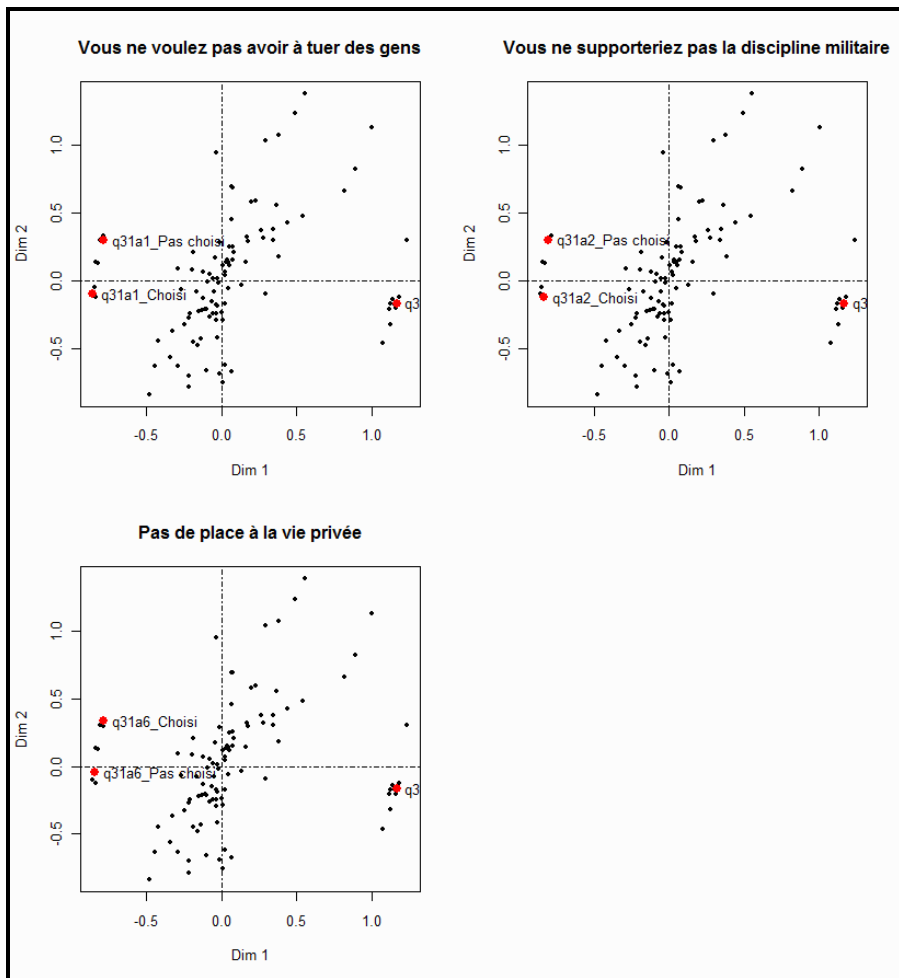 Vous ne voulez pas avoir à tuer des gens
Dim 2
1.0
0.5
0.0
-0.5
q31a1_Pas choisi
q31a1_Choisi
q3
-0.5 0.0 0.5 1.0
Dim 1
Vous ne supporteriez pas la discipline militaire
Dim 2
1.0
0.5
0.0
-0.5
q31a2_Pas choisi
q31a2_Choisi
q3
-0.5 0.0 0.5 1.0
Dim 1
Pas de place à la vie privée
Dim 2
1.0
0.5
0.0
-0.5
q31a6_Choisi
q31a6_Pas choisi
q3
-0.5 0.0 0.5 1.0
Dim 1